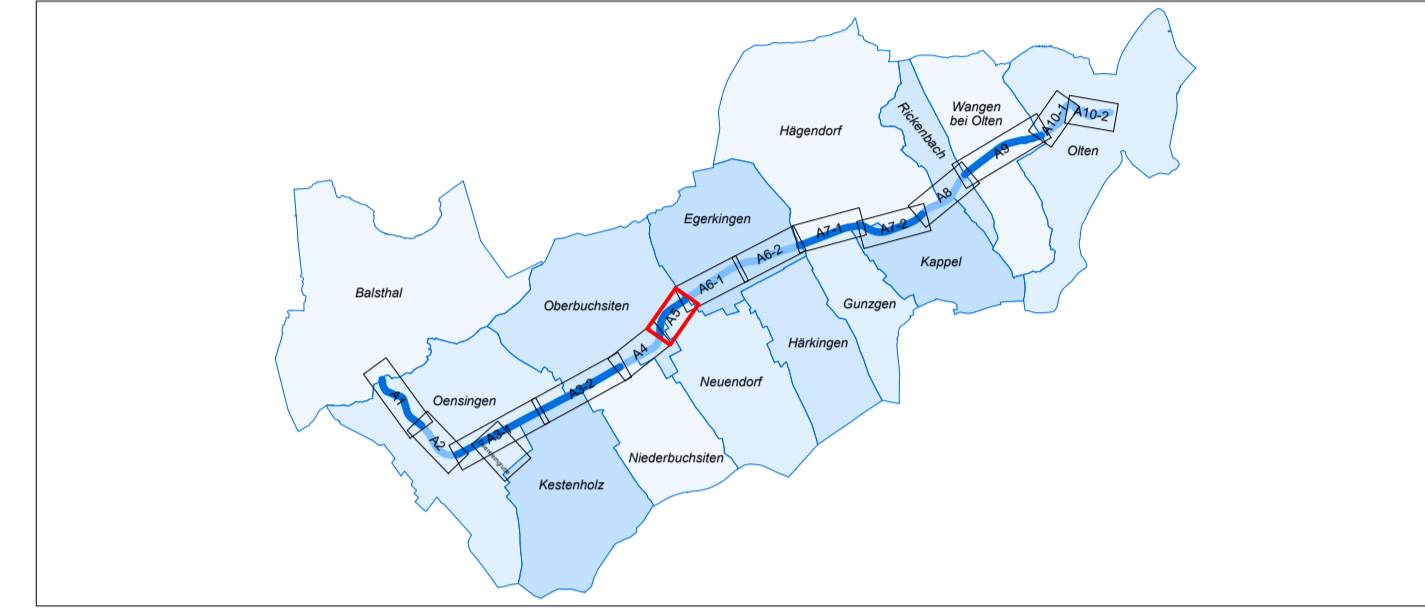 Hägendorf
Rickenbach
Wangen
bei Olten
A10-1
A10-2
Olten
A9
A8
Egerkingen
A7-1
A7-2
A6-2
A6-1
Kappel
Balsthal
Oberbuchsiten
Gunzgen
A5
Härkingen
A4
Neuendorf
A3-2
A1
Oensingen
A2
A3-1
Niederbuchsiten
Kestenholz